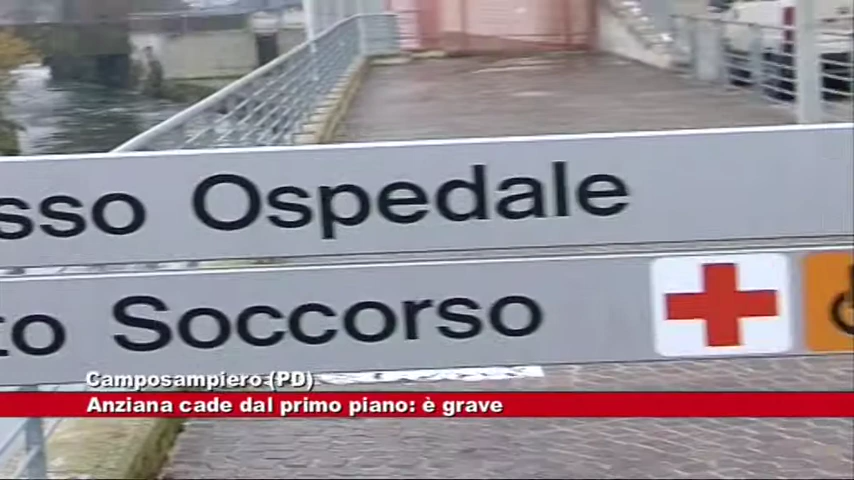 sso Ospedale
to Soccorso
Camposampiero (PD)
Anziana cade dal primo piano: è grave